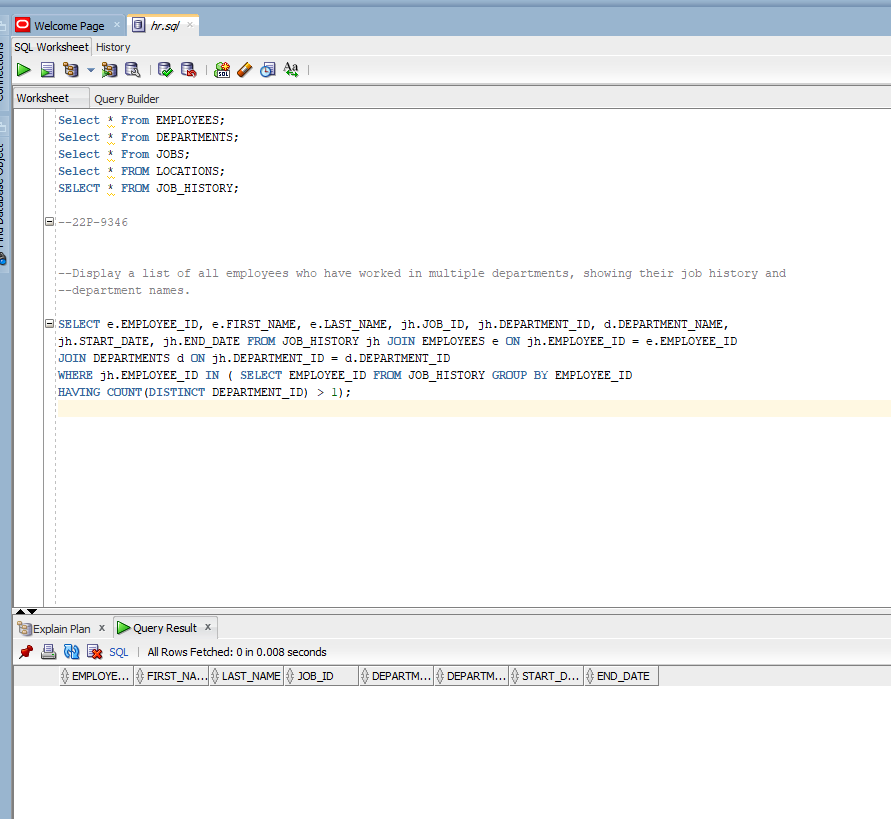 Welcome Page
hr.sql
SQL Worksheet History
Worksheet Query Builder
Select * From EMPLOYEES;
Select * From DEPARTMENTS;
Select * From JOBS;
Select * FROM LOCATIONS;
SELECT * FROM JOB_HISTORY;
--22P-9346
--Display a list of all employees who have worked in multiple departments, showing their job history and
--department names.
SELECT e.EMPLOYEE_ID, e.FIRST_NAME, e.LAST_NAME, jh.JOB_ID, jh.DEPARTMENT_ID, d.DEPARTMENT_NAME,
jh.START_DATE, jh.END_DATE FROM JOB_HISTORY jh JOIN EMPLOYEES e ON jh.EMPLOYEE_ID = e.EMPLOYEE_ID
JOIN DEPARTMENTS d ON jh.DEPARTMENT_ID = d.DEPARTMENT_ID
WHERE jh.EMPLOYEE_ID IN ( SELECT EMPLOYEE_ID FROM JOB_HISTORY GROUP BY EMPLOYEE_ID
HAVING COUNT(DISTINCT DEPARTMENT_ID) > 1);
Explain Plan x Query Result x
SQL | All Rows Fetched: 0 in 0.008 seconds
EMPLOYE... FIRST_NA... LAST_NAME JOB_ID DEPARTM... DEPARTM... START_D... END_DATE